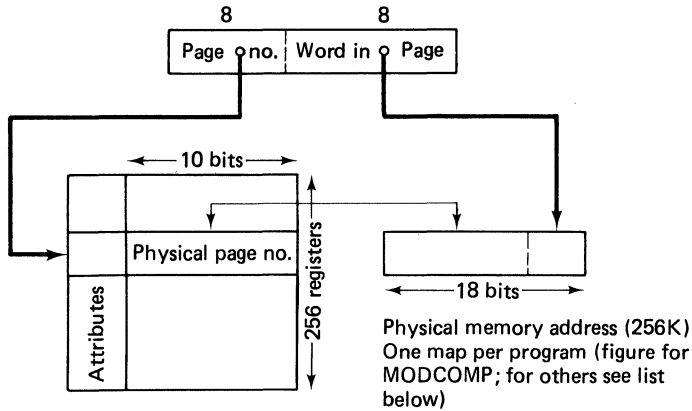 8 8
Page no. Word in Page
10 bits
Physical page no.
Attributes
256 registers
18 bits
Physical memory address (256K)
One map per program (figure for
MODCOMP; for others see list
below)